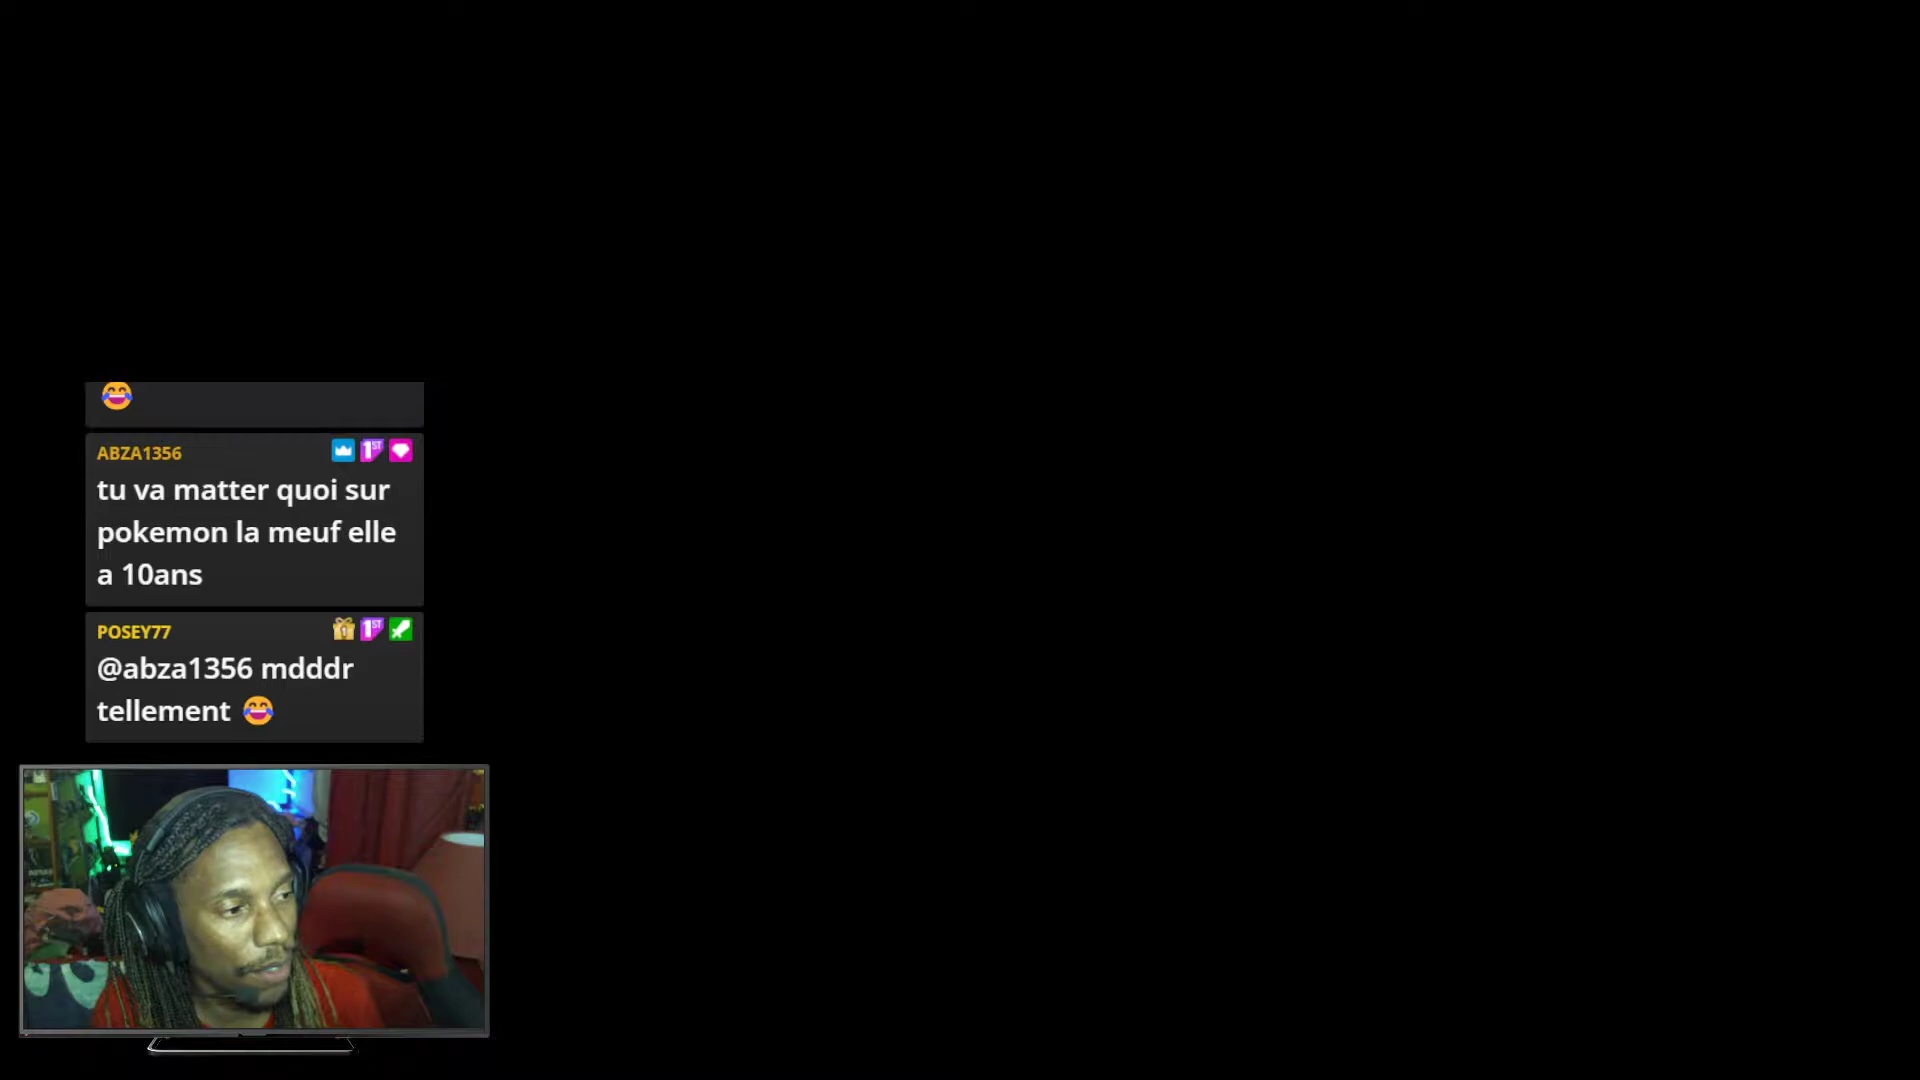 😂
ABZA1356
tu va matter quoi sur
pokemon la meuf elle
a 10ans
POSEY77
@abza1356 mdddr
tellement 😂